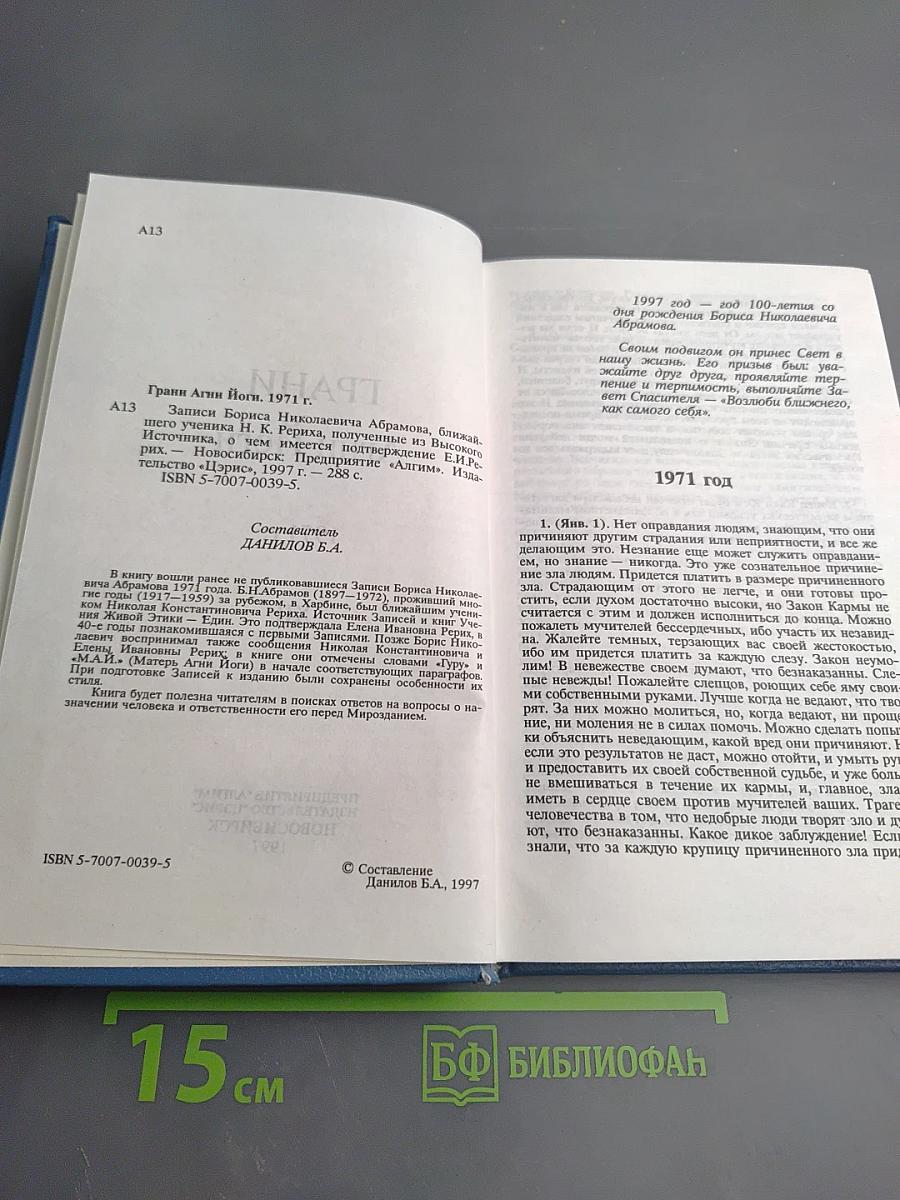 А13
Грани Агни Йоги. 1971 г.
А13
Записи Бориса Николаевича Абрамова, ближай-
шего ученика Н. К. Рериха, полученные из Высокого
Источника, о чем имеется подтверждение Е.И.Ре-
рих. — Новосибирск: Предприятие «Алгим». Изда-
тельство «Цэрис», 1997 г. — 288 с.
ISBN 5-7007-0039-5.
Составитель
ДАНИЛОВ Б.А.
В книгу вошли ранее не публиковавшиеся Записи Бориса Николае-
вича Абрамова 1971 года. Б.Н.Абрамов (1897—1972), проживший мно-
гие годы (1917—1959) за рубежом, в Харбине, был ближайшим учени-
ком Николая Константиновича Рериха. Источник Записей и книг Уче-
ния Живой Этики — Един. Это подтверждала Елена Ивановна Рерих, в
40-е годы познакомившаяся с первыми Записями. Позже Борис Нико-
лаевич воспринимал также сообщения Николая Константиновича и
Елены Ивановны Рерих; в книге они отмечены словами «Гуру» и
«М.А.Й.» (Матерь Агни Йоги) в начале соответствующих параграфов.
При подготовке Записей к изданию были сохранены особенности их
стиля.
Книга будет полезна читателям в поисках ответов на вопросы о на-
значении человека и ответственности его перед Мирозданием.
ПРЕДПРИЯТИЕ "АЛГИМ"
ИЗДАТЕЛЬСТВО "ЦЭРИС"
НОВОСИБИРСК
1997
ГРАНИ
ISBN 5-7007-0039-5
© Составление
Данилов Б.А., 1997
1997 год — год 100-летия со
дня рождения Бориса Николаевича
Абрамова.
Своим подвигом он принес Свет в
нашу жизнь. Его призыв был: ува-
жайте друг друга, проявляйте тер-
пение и терпимость, выполняйте За-
вет Спасителя — «Возлюби ближнего,
как самого себя».
1971 год
1. (Янв. 1). Нет оправдания людям, знающим, что они
причиняют другим страдания или неприятности, и все же
делающим это. Незнание еще может служить оправдани-
ем, но знание — никогда. Это уже сознательное причине-
ние зла людям. Придется платить в размере причиненного
зла. Страдающим от этого не легче, и они готовы про-
стить, если духом достаточно высоки, но Закон Кармы не
считается с этим и должен исполниться до конца. Можно
пожалеть мучителей бессердечных, ибо участь их незавид-
на. Жалейте темных, терзающих вас своей жестокостью,
ибо им придется платить за каждую слезу. Закон неумо-
лим! В невежестве своем думают, что безнаказанны. Сле-
пые невежды! Пожалейте слепцов, роющих себе яму свои-
ми собственными руками. Лучше когда не ведают, что тво-
рят. За них можно молиться, но, когда ведают, ни проще-
ние, ни моления не в силах помочь. Можно сделать попыт-
ки объяснить неведающим, какой вред они причиняют. Н
если это результатов не даст, можно отойти, и умыть рук
и предоставить их своей собственной судьбе, и уже боль
не вмешиваться в течение их кармы, и, главное, зла
иметь в сердце своем против мучителей ваших. Траге
человечества в том, что недобрые люди творят зло и ду
ют, что безнаказанны. Какое дикое заблуждение! Если
знали, что за каждую крупицу причиненного зла прид
15 см
БФ БИБЛИОФАН